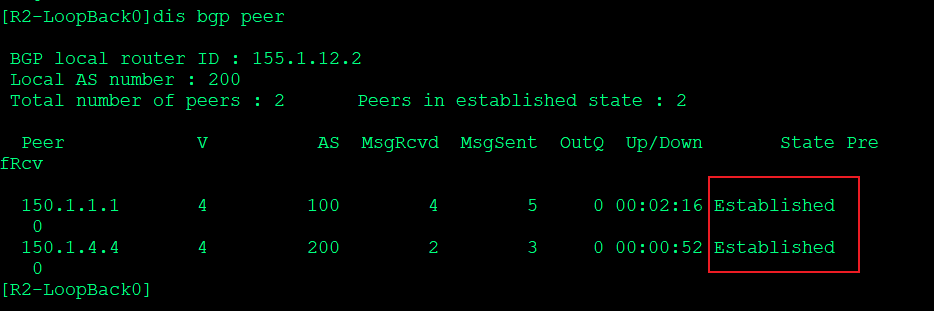 [R2-LoopBack0]dis bgp peer
BGP local router ID : 155.1.12.2
Local AS number : 200
Total number of peers : 2 Peers in established state : 2
Peer V AS MsgRcvd MsgSent OutQ Up/Down State Pre
fRcv
150.1.1.1 4 100 4 5 0 00:02:16 Established
0
150.1.4.4 4 200 2 3 0 00:00:52 Established
0
[R2-LoopBack0]